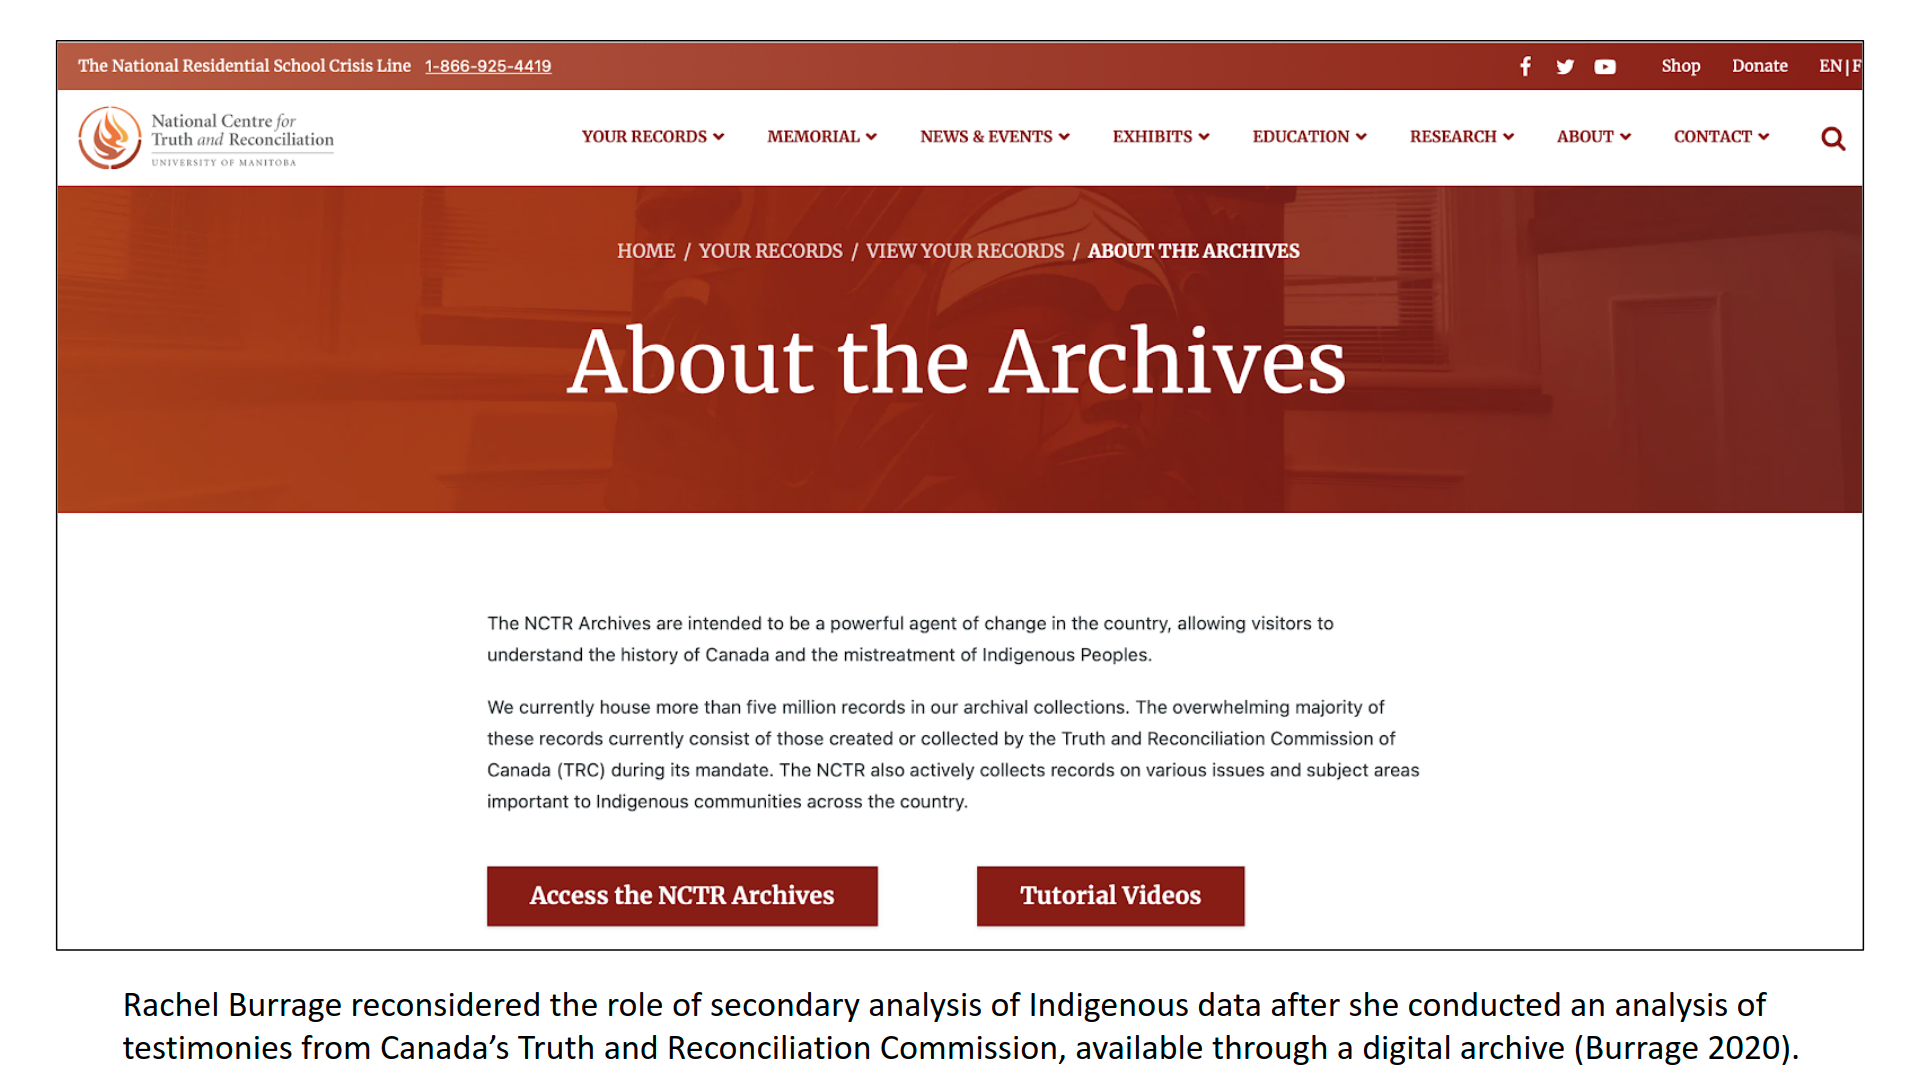 The National Residential School Crisis Line 1-866-925-4419 Shop Donate EN|F
National Centre for
Truth and Reconciliation
UNIVERSITY OF MANITOBA
YOUR RECORDS MEMORIAL NEWS & EVENTS EXHIBITS EDUCATION RESEARCH ABOUT CONTACT
HOME / YOUR RECORDS / VIEW YOUR RECORDS / ABOUT THE ARCHIVES
About the Archives
The NCTR Archives are intended to be a powerful agent of change in the country, allowing visitors to
understand the history of Canada and the mistreatment of Indigenous Peoples.
We currently house more than five million records in our archival collections. The overwhelming majority of
these records currently consist of those created or collected by the Truth and Reconciliation Commission of
Canada (TRC) during its mandate. The NCTR also actively collects records on various issues and subject areas
important to Indigenous communities across the country.
Access the NCTR Archives Tutorial Videos
Rachel Burrage reconsidered the role of secondary analysis of Indigenous data after she conducted an analysis of
testimonies from Canada’s Truth and Reconciliation Commission, available through a digital archive (Burrage 2020).